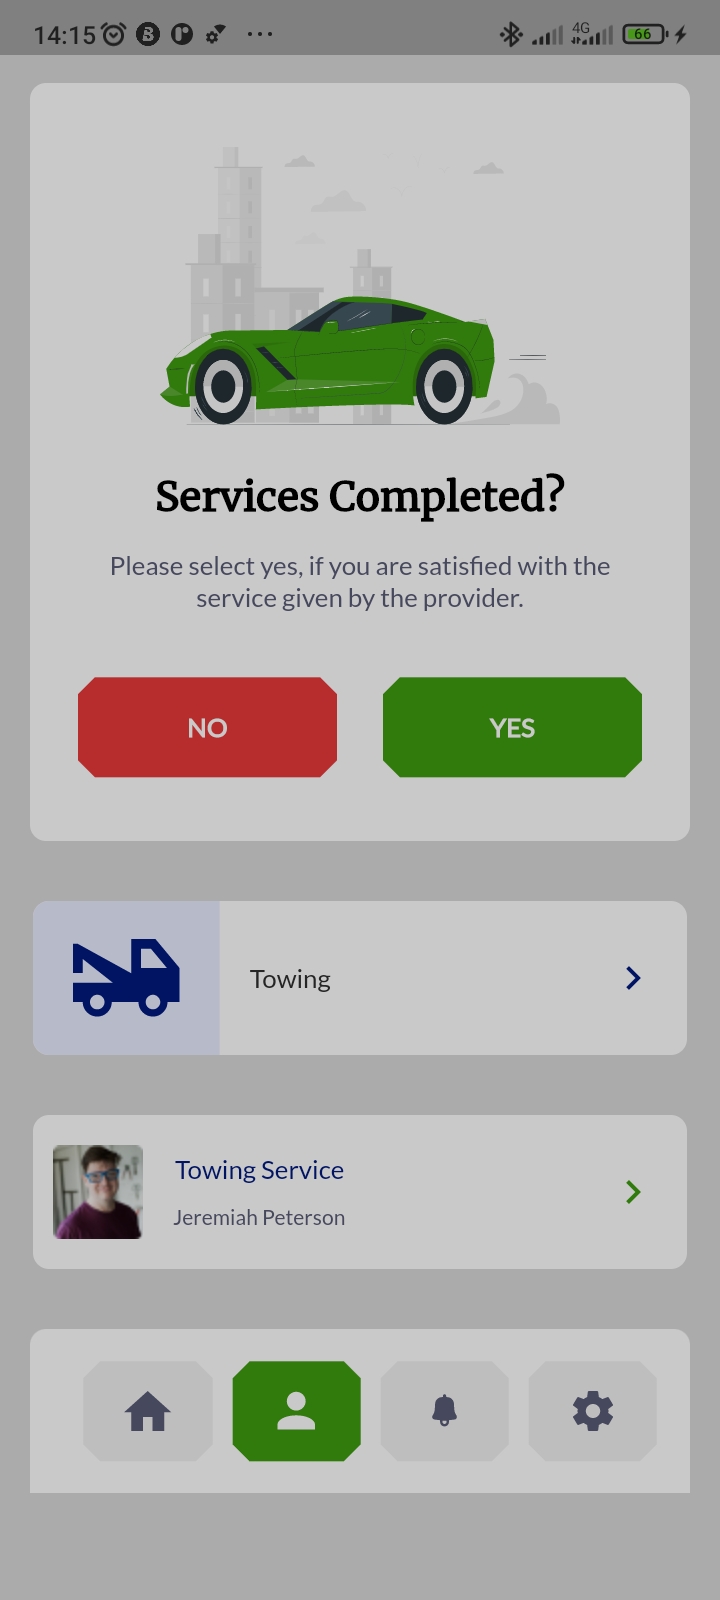 14:15
4G
66
Services Completed?
Please select yes, if you are satisfied with the
service given by the provider.
NO
YES
Towing
Towing Service
Jeremiah Peterson